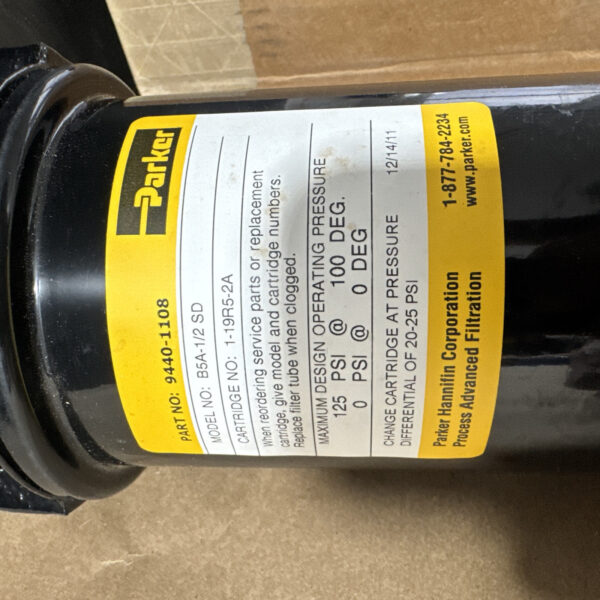 Parker
PART NO: 9440-1108
MODEL NO: B5A-1/2 SD
CARTRIDGE NO: 1-19R5-2A
When reordering service parts or replacement
cartridge, give model and cartridge numbers.
Replace filter tube when clogged.
MAXIMUM DESIGN OPERATING PRESSURE
125 PSI @ 100 DEG.
0 PSI @ 0 DEG
CHANGE CARTRIDGE AT PRESSURE 12/14/11
DIFFERENTIAL OF 20-25 PSI
Parker Hannifin Corporation 1-877-784-2234
Process Advanced Filtration www.parker.com